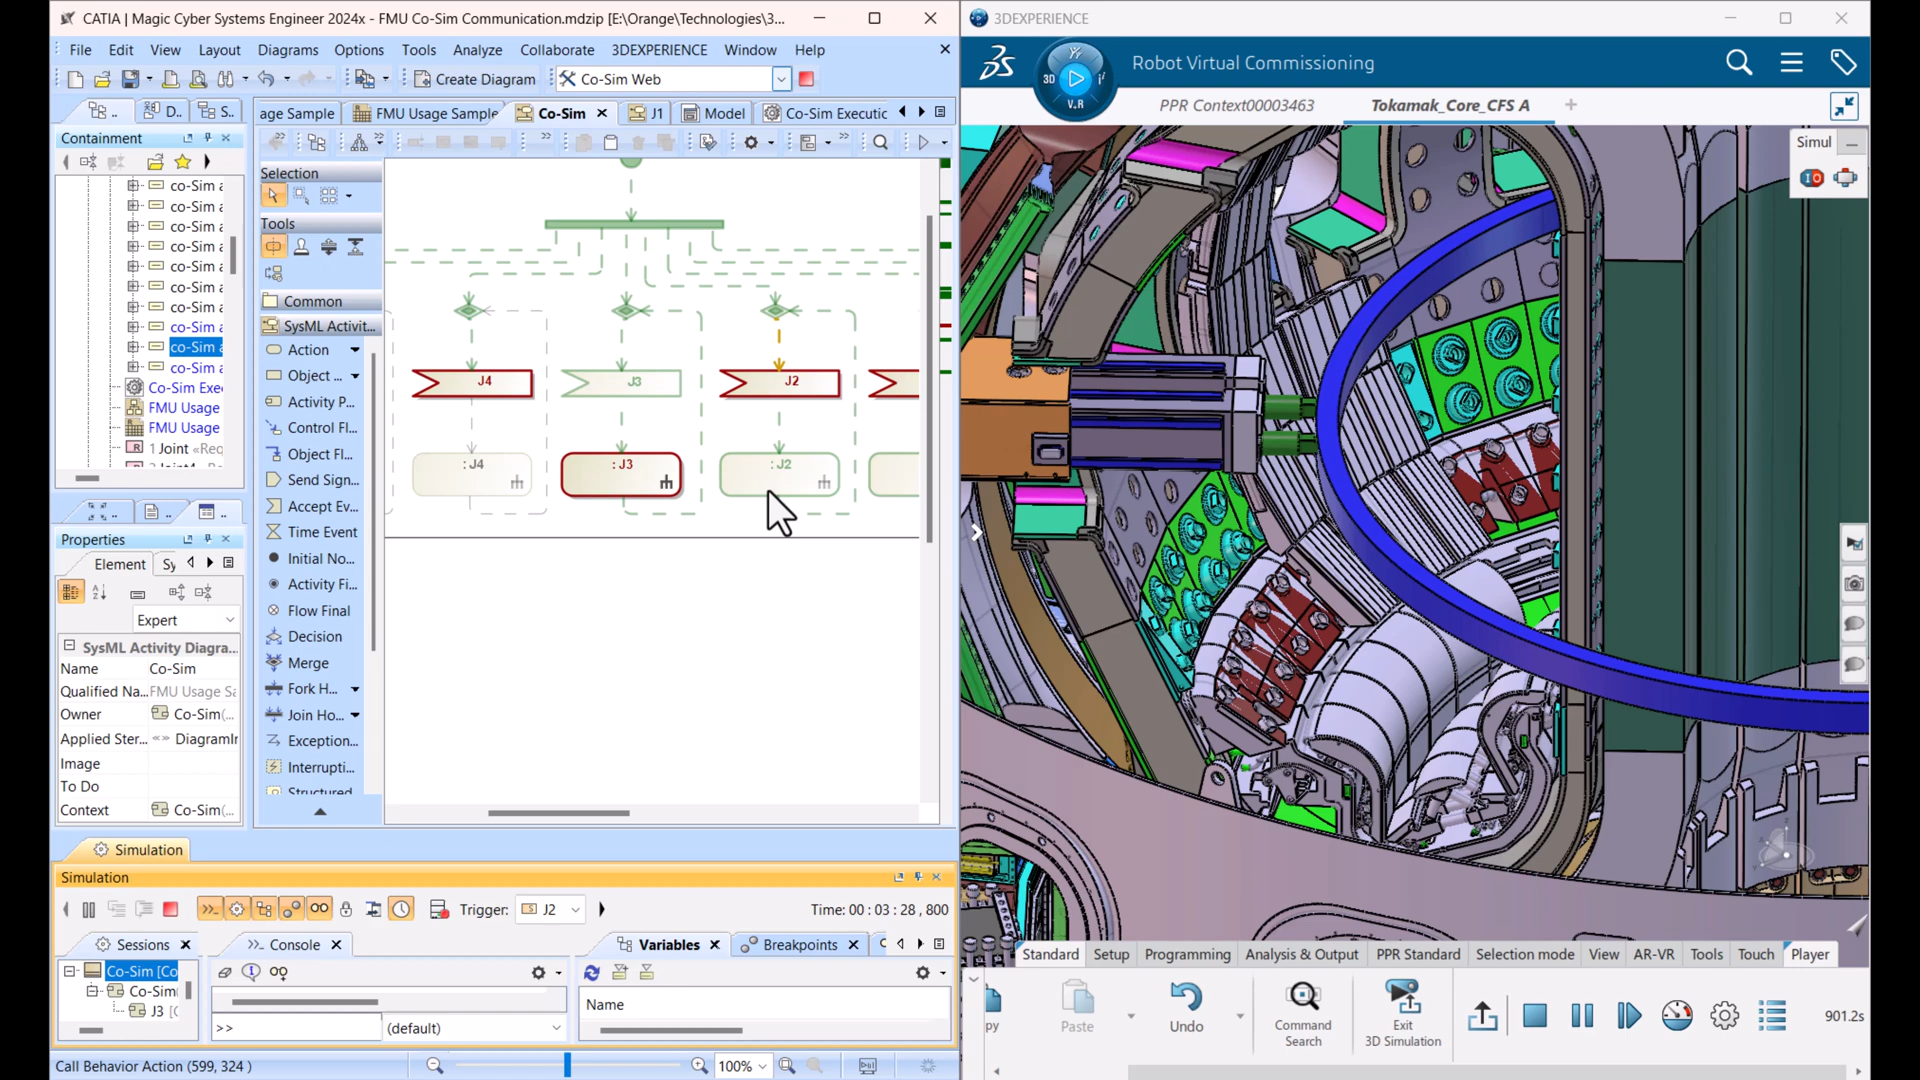 CATIA | Magic Cyber Systems Engineer 2024x - FMU Co-Sim Communication.mdzip [E:\Orange\Technologies\3...
File Edit View Layout Diagrams Options Tools Analyze Collaborate 3DEXPERIENCE Window Help
Create Diagram
Co-Sim Web
D..
S..
age Sample
FMU Usage Sample
Co-Sim
J1
Model
Co-Sim Executic
Containment
co-Sim a
co-Sim a
co-Sim a
co-Sim a
co-Sim a
co-Sim a
co-Sim a
co-Sim a
co-Sim a
co-Sim a
Co-Sim Exe
FMU Usage
FMU Usage
1 Joint «Req
Selection
Tools
Common
SysML Activit...
Action
Object ...
Activity P...
Control Fl...
Object Fl...
Send Sign...
Accept Ev...
Time Event
Initial No...
Activity Fi...
Flow Final
Decision
Merge
Fork H...
Join Ho...
Exception...
Interrupti...
Structured
J4
J3
J2
: J4
: J3
: J2
Properties
Element
Sy
Expert
SysML Activity Diagra...
Name Co-Sim
Qualified Na... FMU Usage Sa
Owner Co-Sim(...
Applied Ster... «» DiagramIr
Image
To Do
Context Co-Sim(...
Simulation
Simulation
Trigger: J2
Time: 00 : 03 : 28 , 800
Sessions
Console
Variables
Breakpoints
Co-Sim [Co
Co-Sim
J3 [C
>>
(default)
Name
Call Behavior Action (599, 324 )
100%
3DEXPERIENCE
3D
V.R
Robot Virtual Commissioning
PPR Context00003463
Tokamak_Core_CFS A
Simul
Standard Setup Programming Analysis & Output PPR Standard Selection mode View AR-VR Tools Touch Player
py
Paste
Undo
Command
Search
Exit
3D Simulation
901.2s